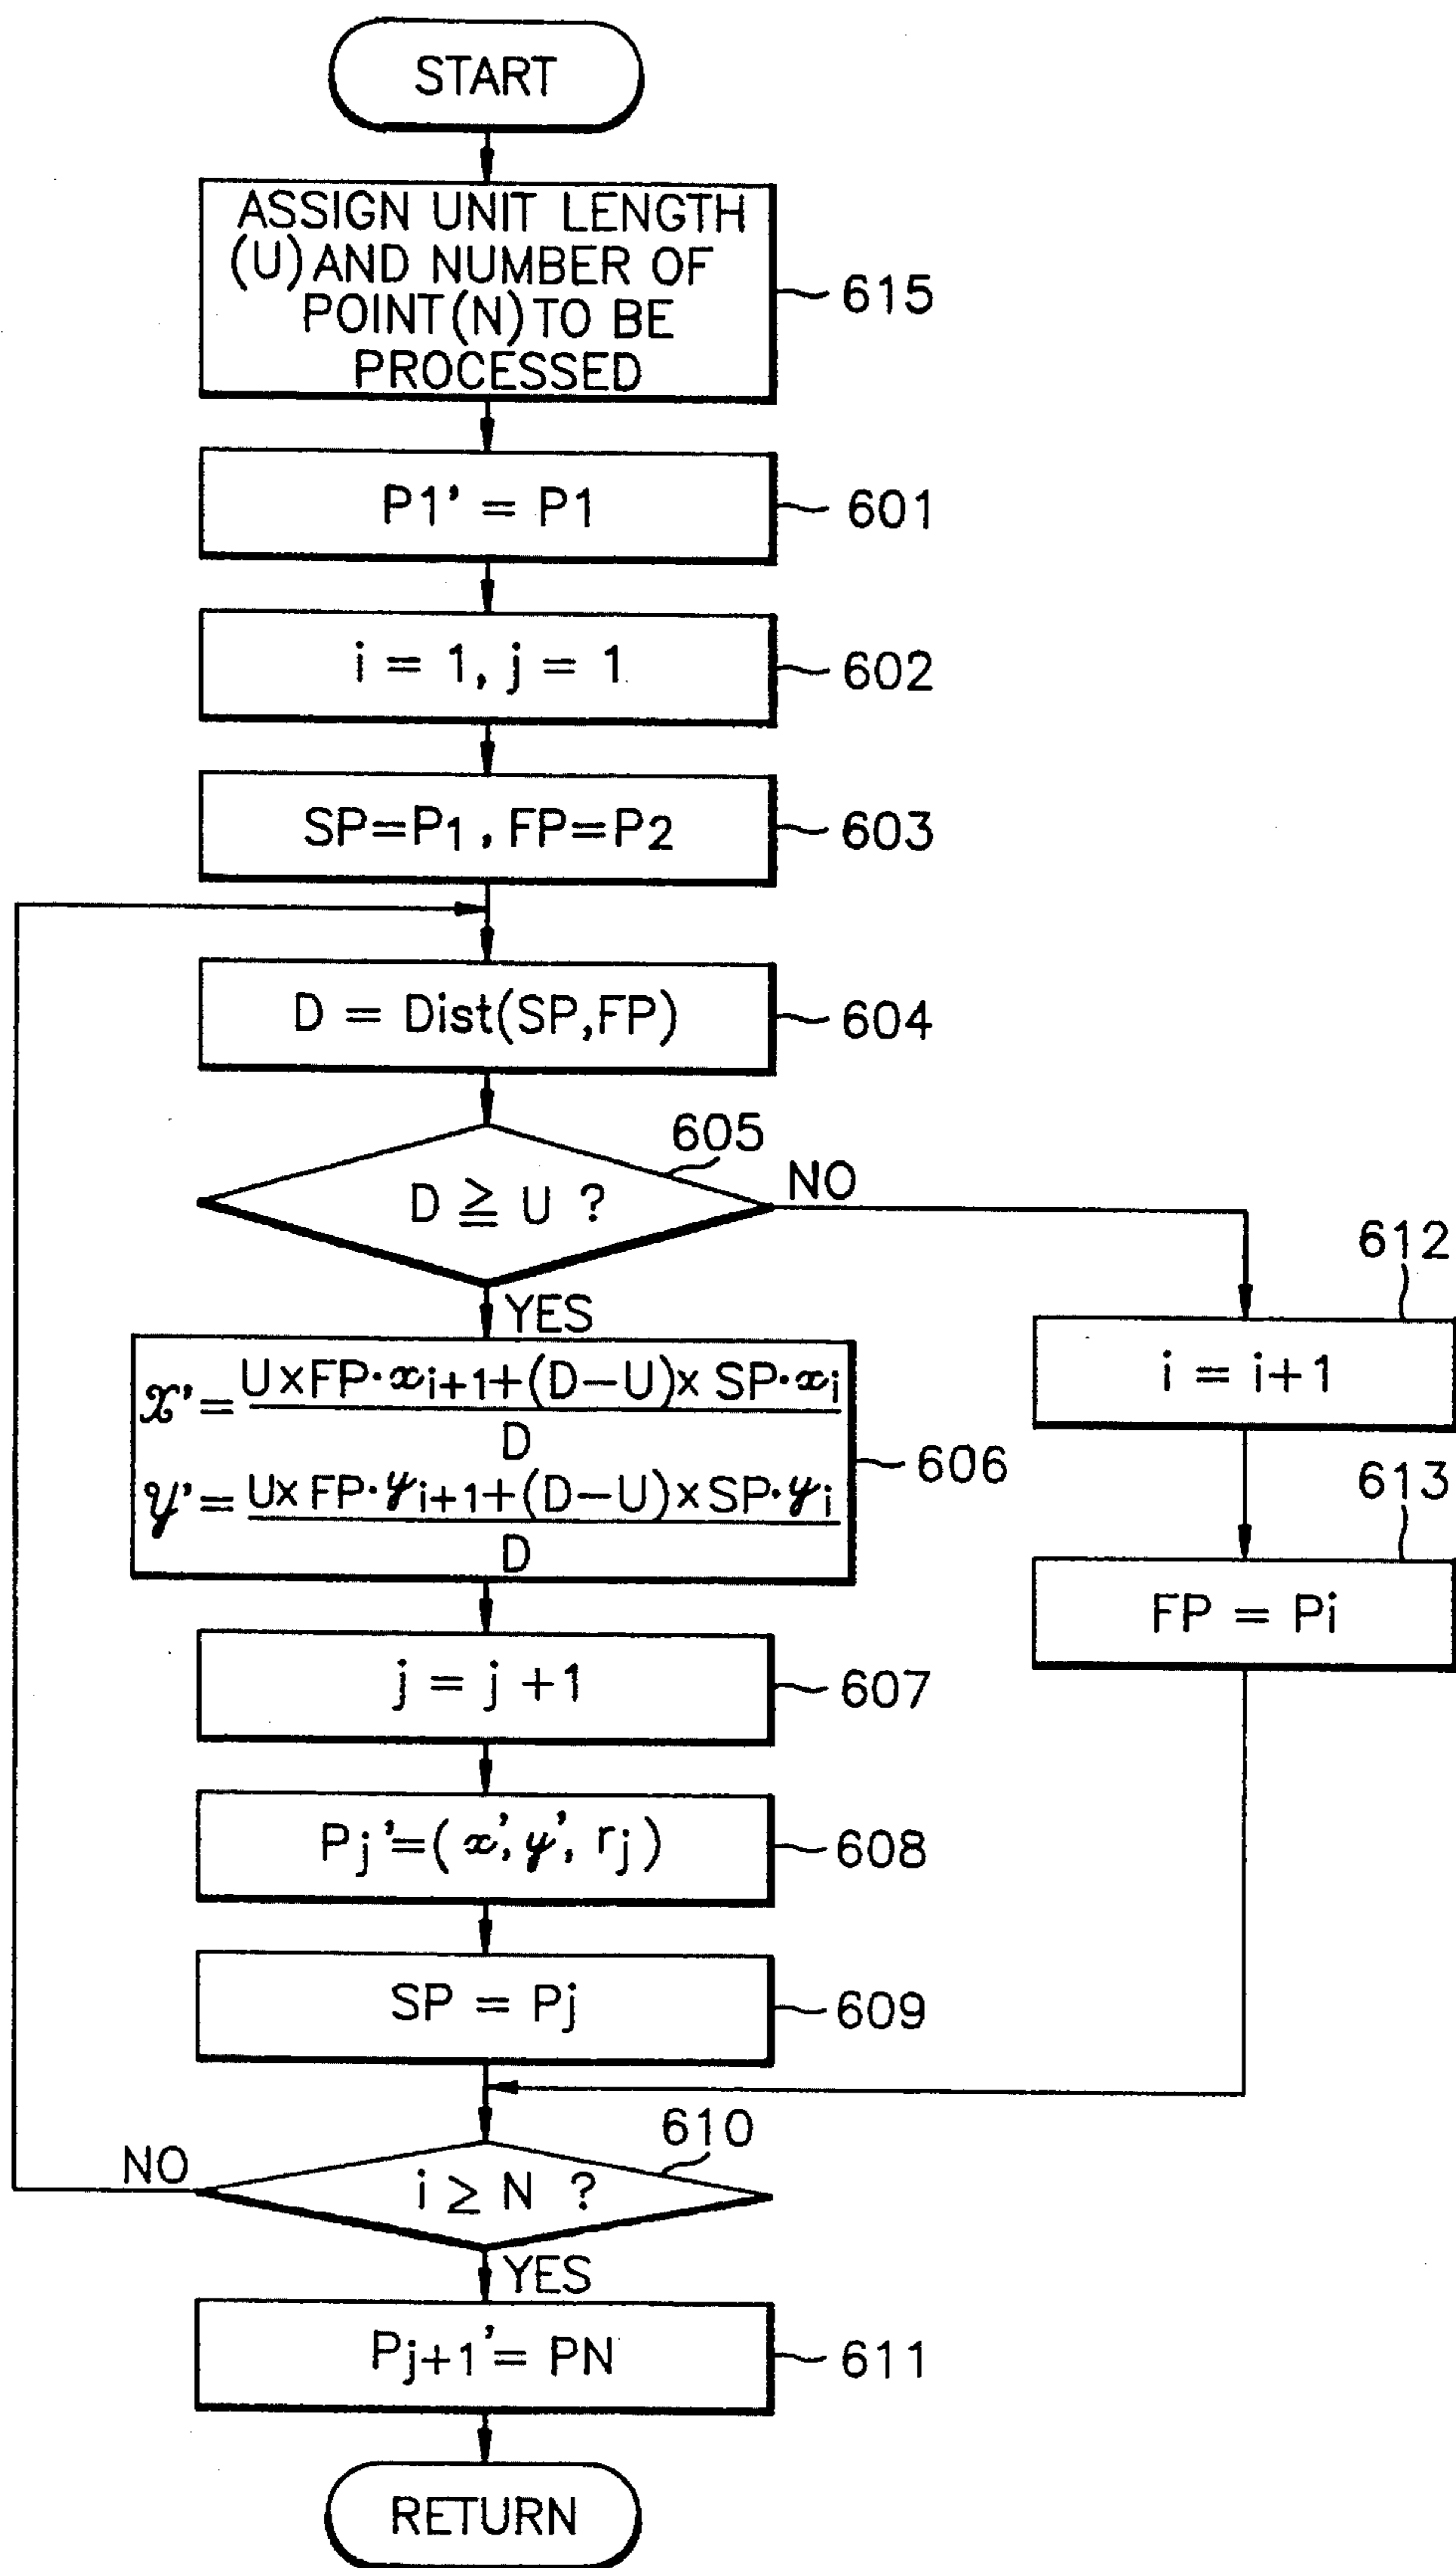 START
ASSIGN UNIT LENGTH
(U) AND NUMBER OF
POINT(N) TO BE
PROCESSED
615
P1' = P1
601
i = 1, j = 1
602
SP=P1, FP=P2
603
D = Dist(SP,FP)
604
605
D ≧ U ?
NO
YES
612
i = i+1
x' = U×FP·xi+1+(D−U)× SP·xi
D
y' = U× FP·yi+1+(D−U)×SP·yi
D
606
613
FP = Pi
j = j +1
607
Pj'=( x', y', rj )
608
SP = Pj
609
610
NO
i ≥ N ?
YES
Pj+1'= PN
611
RETURN